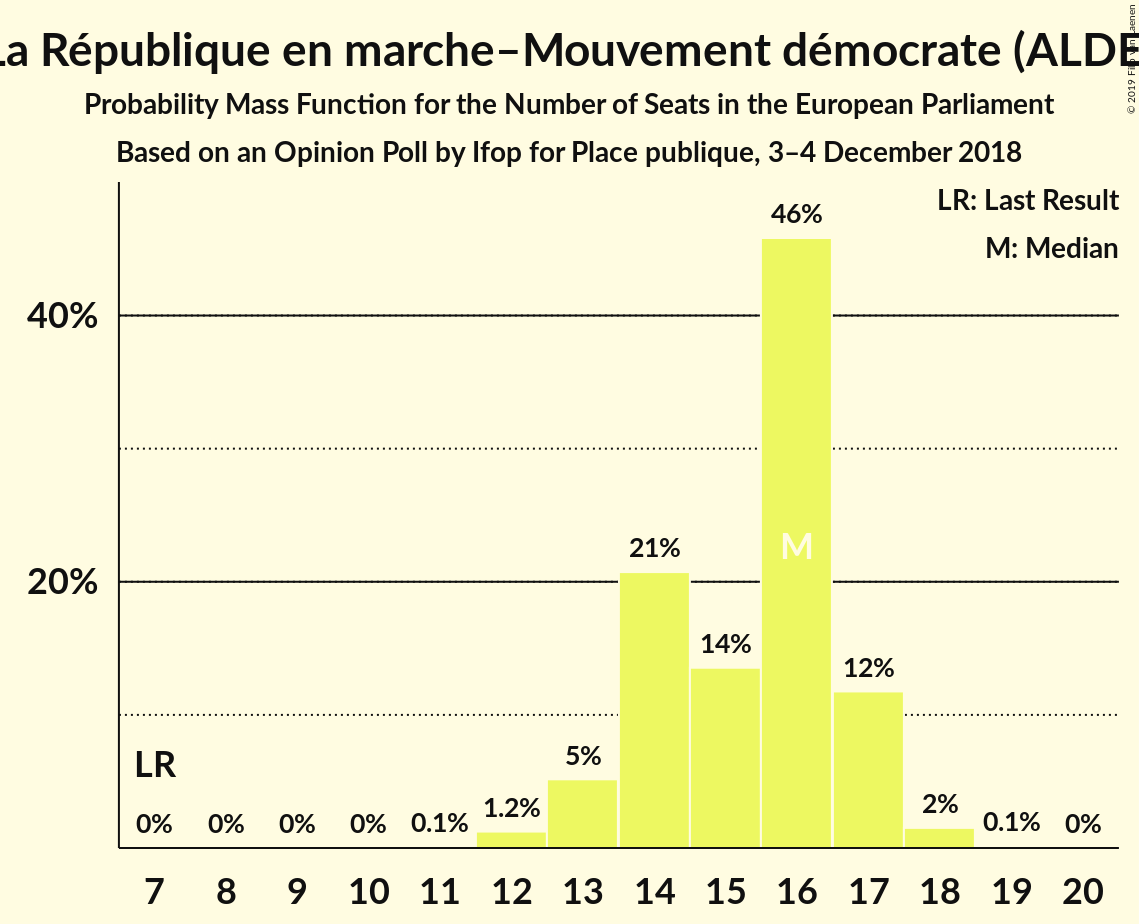 La République en marche–Mouvement démocrate (ALDE
Probability Mass Function for the Number of Seats in the European Parliament
Based on an Opinion Poll by Ifop for Place publique, 3–4 December 2018
LR: Last Result
M: Median
46%
40%
M
21%
20%
14%
12%
5%
LR
0% 0% 0% 0% 0.1% 1.2% 2% 0.1% 0%
7 8 9 10 11 12 13 14 15 16 17 18 19 20
© 2019